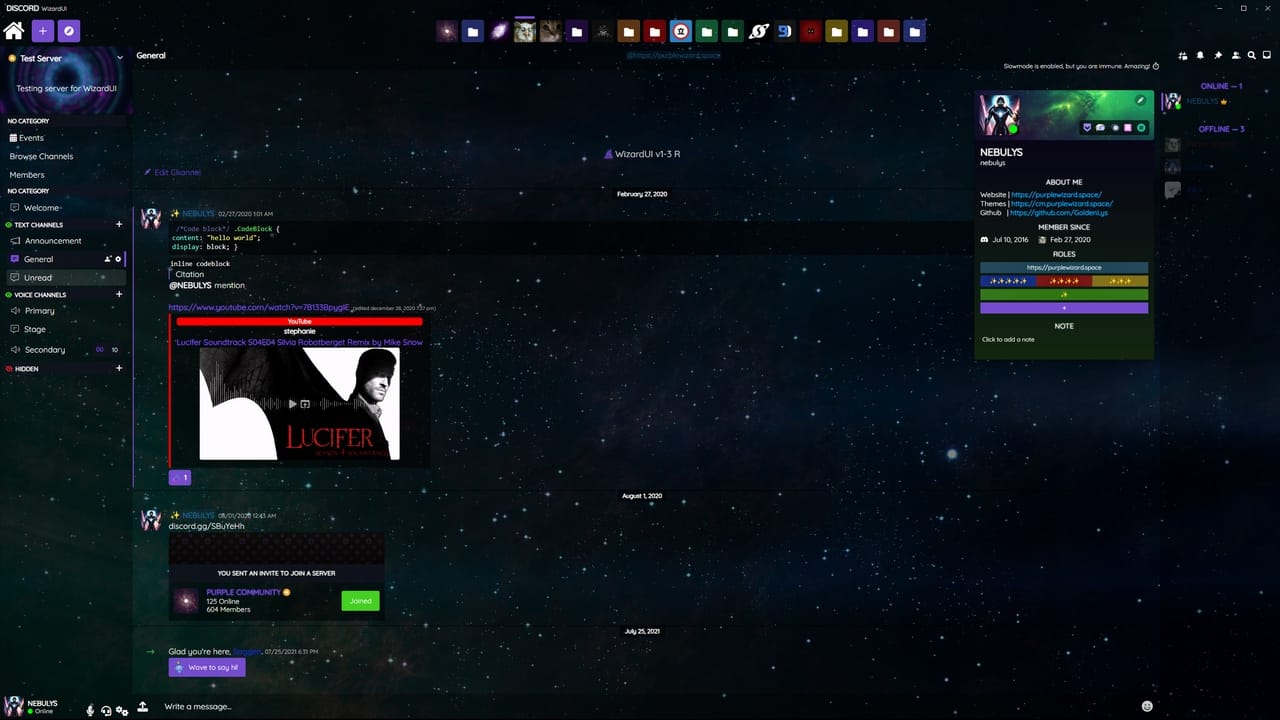 DISCORD WizardUI
Test Server
Testing server for WizardUI
NO CATEGORY
Events
Browse Channels
Members
NO CATEGORY
Welcome
TEXT CHANNELS
Announcement
General
Unread
VOICE CHANNELS
Primary
Stage
Secondary 00 10
HIDDEN
NEBULYS
Online
General
@https://purplewizard.space
Slowmode is enabled, but you are immune. Amazing!
WizardUI v1-3 R
Edit Channel
February 27, 2020
NEBULYS 02/27/2020 1:01 AM
/*Code block*/ .CodeBlock {
content: "hello world";
display: block; }
inline codeblock
Citation
@NEBULYS mention
https://www.youtube.com/watch?v=7B133BpygIE (edited december 28, 2020 7:27 pm)
YouTube
stephanie
'Lucifer Soundtrack S04E04 Silvia Robotberget Remix by Mike Snow
LUCIFER
SEASON 4 SOUNDTRACK
1
August 1, 2020
NEBULYS 08/01/2020 12:43 AM
discord.gg/SBuYeHh
YOU SENT AN INVITE TO JOIN A SERVER
PURPLE COMMUNITY
125 Online
604 Members
Joined
July 25, 2021
Glad you're here, 07/25/2021 6:31 PM
Wave to say hi!
Write a message...
NEBULYS
nebulys
ABOUT ME
Website | https://purplewizard.space/
Themes | https://cm.purplewizard.space/
Github | https://github.com/GoldenLys
MEMBER SINCE
Jul 10, 2016 Feb 27, 2020
ROLES
https://purplewizard.space
NOTE
Click to add a note
ONLINE — 1
NEBULYS
OFFLINE — 3